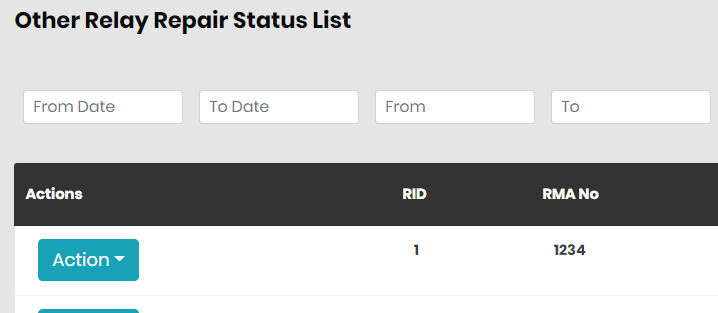 Other Relay Repair Status List
From Date To Date From To
Actions RID RMA No
Action 1 1234